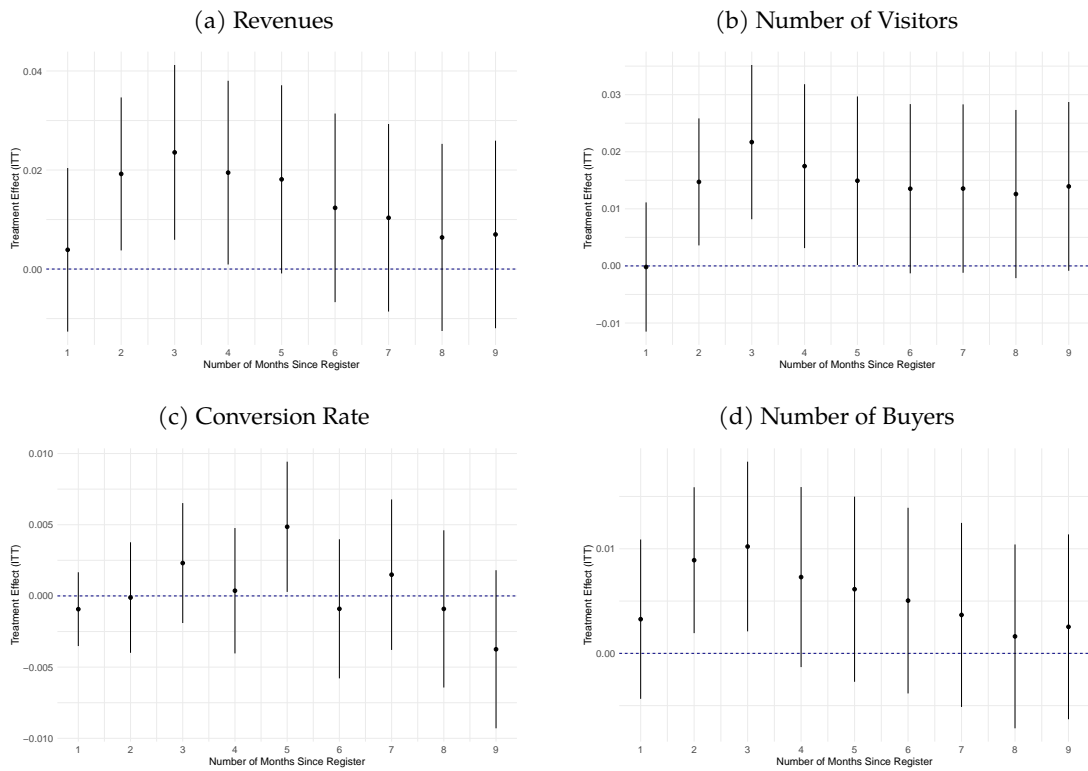 (a) Revenues
0.04
0.02
0.00
Treatment Effect (ITT)
1 2 3 4 5 6 7 8 9
Number of Months Since Register
(b) Number of Visitors
0.03
0.02
0.01
0.00
−0.01
Treatment Effect (ITT)
1 2 3 4 5 6 7 8 9
Number of Months Since Register
(c) Conversion Rate
0.010
0.005
0.000
−0.005
−0.010
Treatment Effect (ITT)
1 2 3 4 5 6 7 8 9
Number of Months Since Register
(d) Number of Buyers
0.01
0.00
Treatment Effect (ITT)
1 2 3 4 5 6 7 8 9
Number of Months Since Register